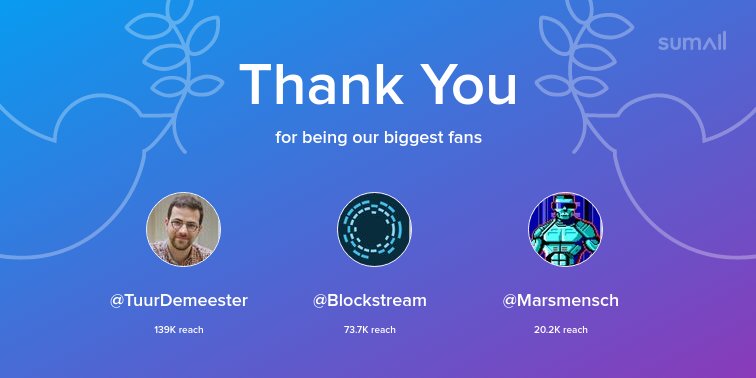 sumall
Thank You
for being our biggest fans
@TuurDemeester
@Blockstream
@Marsmensch
139K reach
73.7K reach
20.2K reach